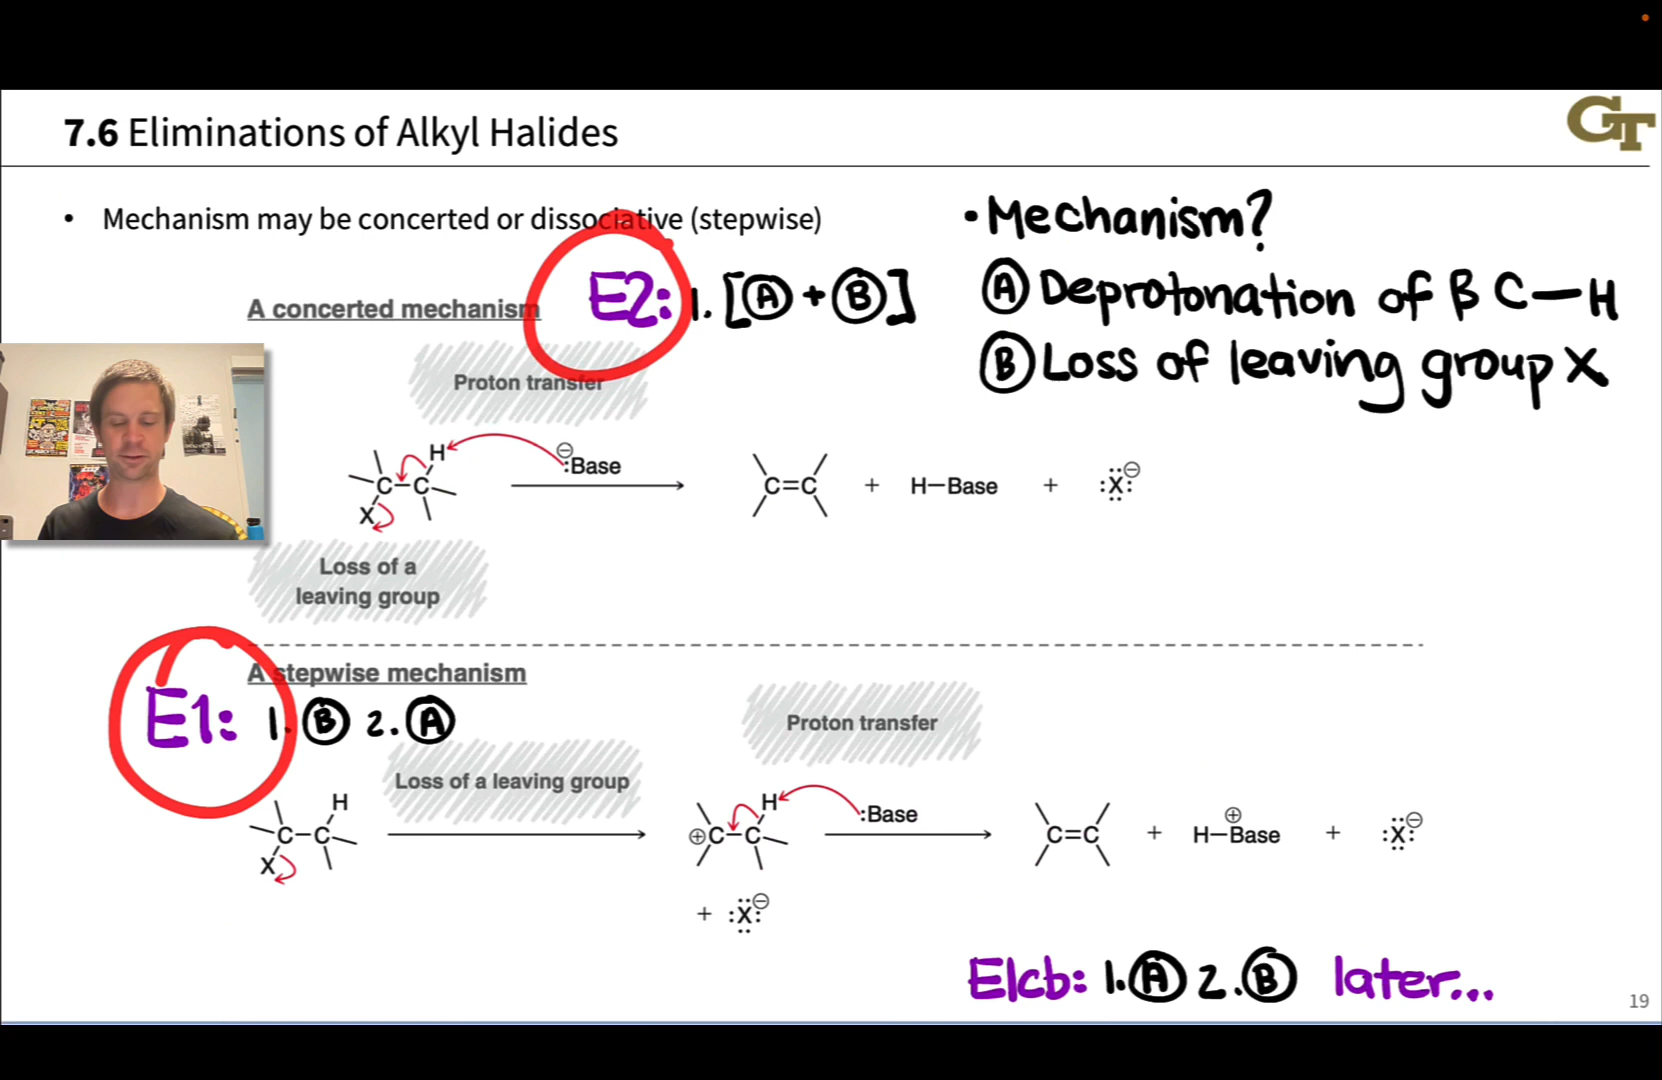 7.6 Eliminations of Alkyl Halides
GT
• Mechanism may be concerted or dissociative (stepwise)
• Mechanism?
Ⓐ Deprotonation of β C—H
Ⓑ Loss of leaving group X
A concerted mechanism
E2: 1. [Ⓐ + Ⓑ]
Proton transfer
H
⊖
:Base
C–C
X
C=C + H–Base + :X:⊖
Loss of a
leaving group
A stepwise mechanism
E1: 1. Ⓑ 2. Ⓐ
Proton transfer
Loss of a leaving group
H
C–C
X
H
:Base
⊕C–C
+ :X:⊖
C=C + H–Base⊕ + :X:⊖
E1cb: 1. Ⓐ 2. Ⓑ later...
19